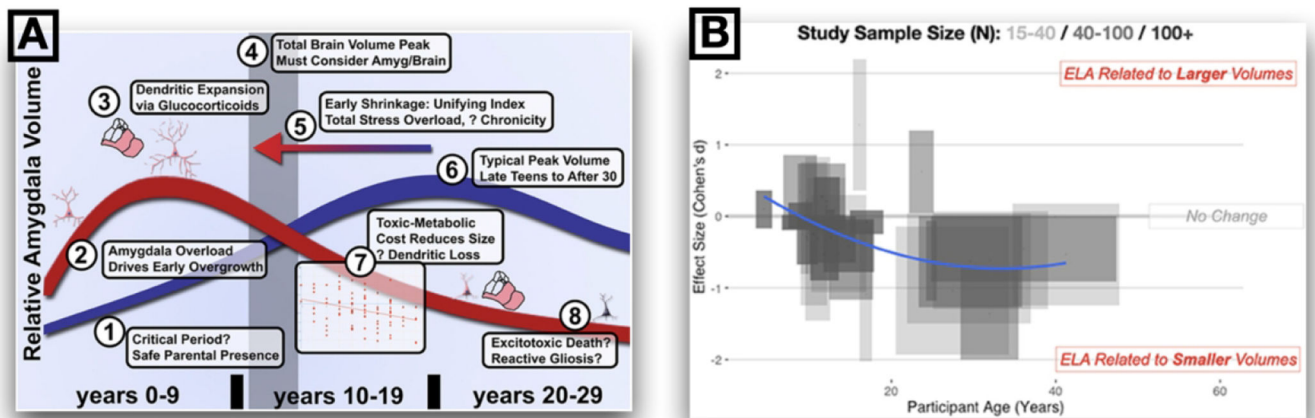 A
Relative Amygdala Volume
4
Total Brain Volume Peak
Must Consider Amyg/Brain
3
Dendritic Expansion
via Glucocorticoids
5
Early Shrinkage: Unifying Index
Total Stress Overload, ? Chronicity
6
Typical Peak Volume
Late Teens to After 30
2
Amygdala Overload
Drives Early Overgrowth
7
Toxic-Metabolic
Cost Reduces Size
? Dendritic Loss
1
Critical Period?
Safe Parental Presence
8
Excitotoxic Death?
Reactive Gliosis?
years 0-9
years 10-19
years 20-29
B
Study Sample Size (N): 15-40 / 40-100 / 100+
ELA Related to Larger Volumes
Effect Size (Cohen's d)
2
1
0
-1
-2
No Change
ELA Related to Smaller Volumes
20
40
60
Participant Age (Years)